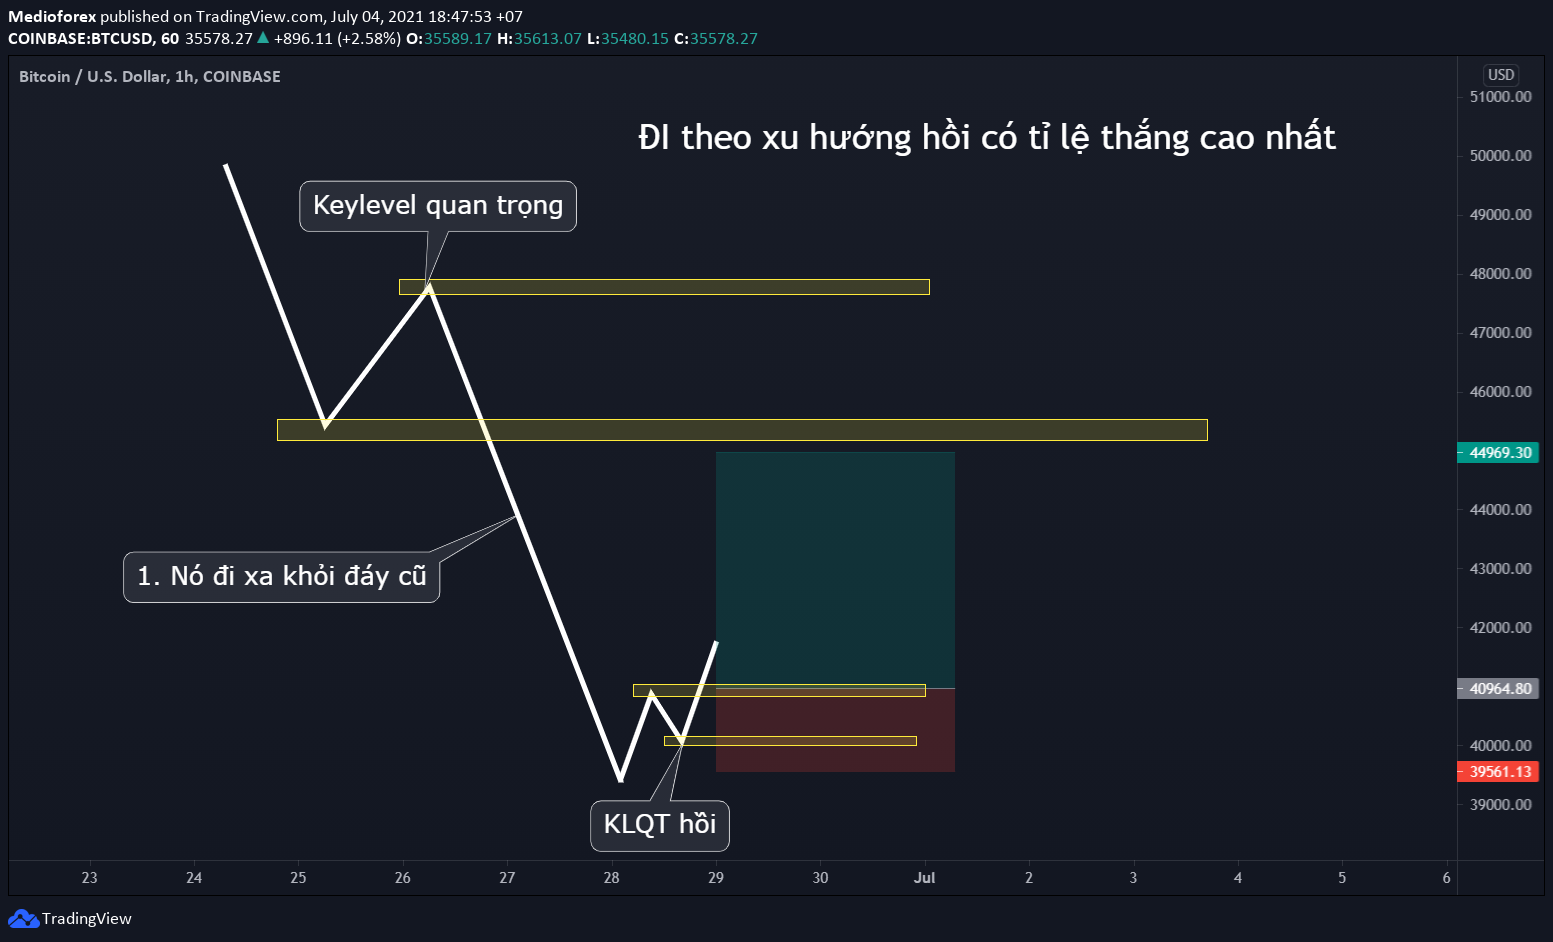 Medioforex published on TradingView.com, July 04, 2021 18:47:53 +07
COINBASE:BTCUSD, 60 35578.27 ▲ +896.11 (+2.58%) O:35589.17 H:35613.07 L:35480.15 C:35578.27
Bitcoin / U.S. Dollar, 1h, COINBASE
USD
51000.00
ĐI theo xu hướng hồi có tỉ lệ thắng cao nhất
50000.00
Keylevel quan trọng
49000.00
48000.00
47000.00
46000.00
44969.30
44000.00
1. Nó đi xa khỏi đáy cũ
43000.00
42000.00
40964.80
40000.00
39561.13
39000.00
KLQT hồi
23 24 25 26 27 28 29 30 Jul 2 3 4 5 6
TradingView